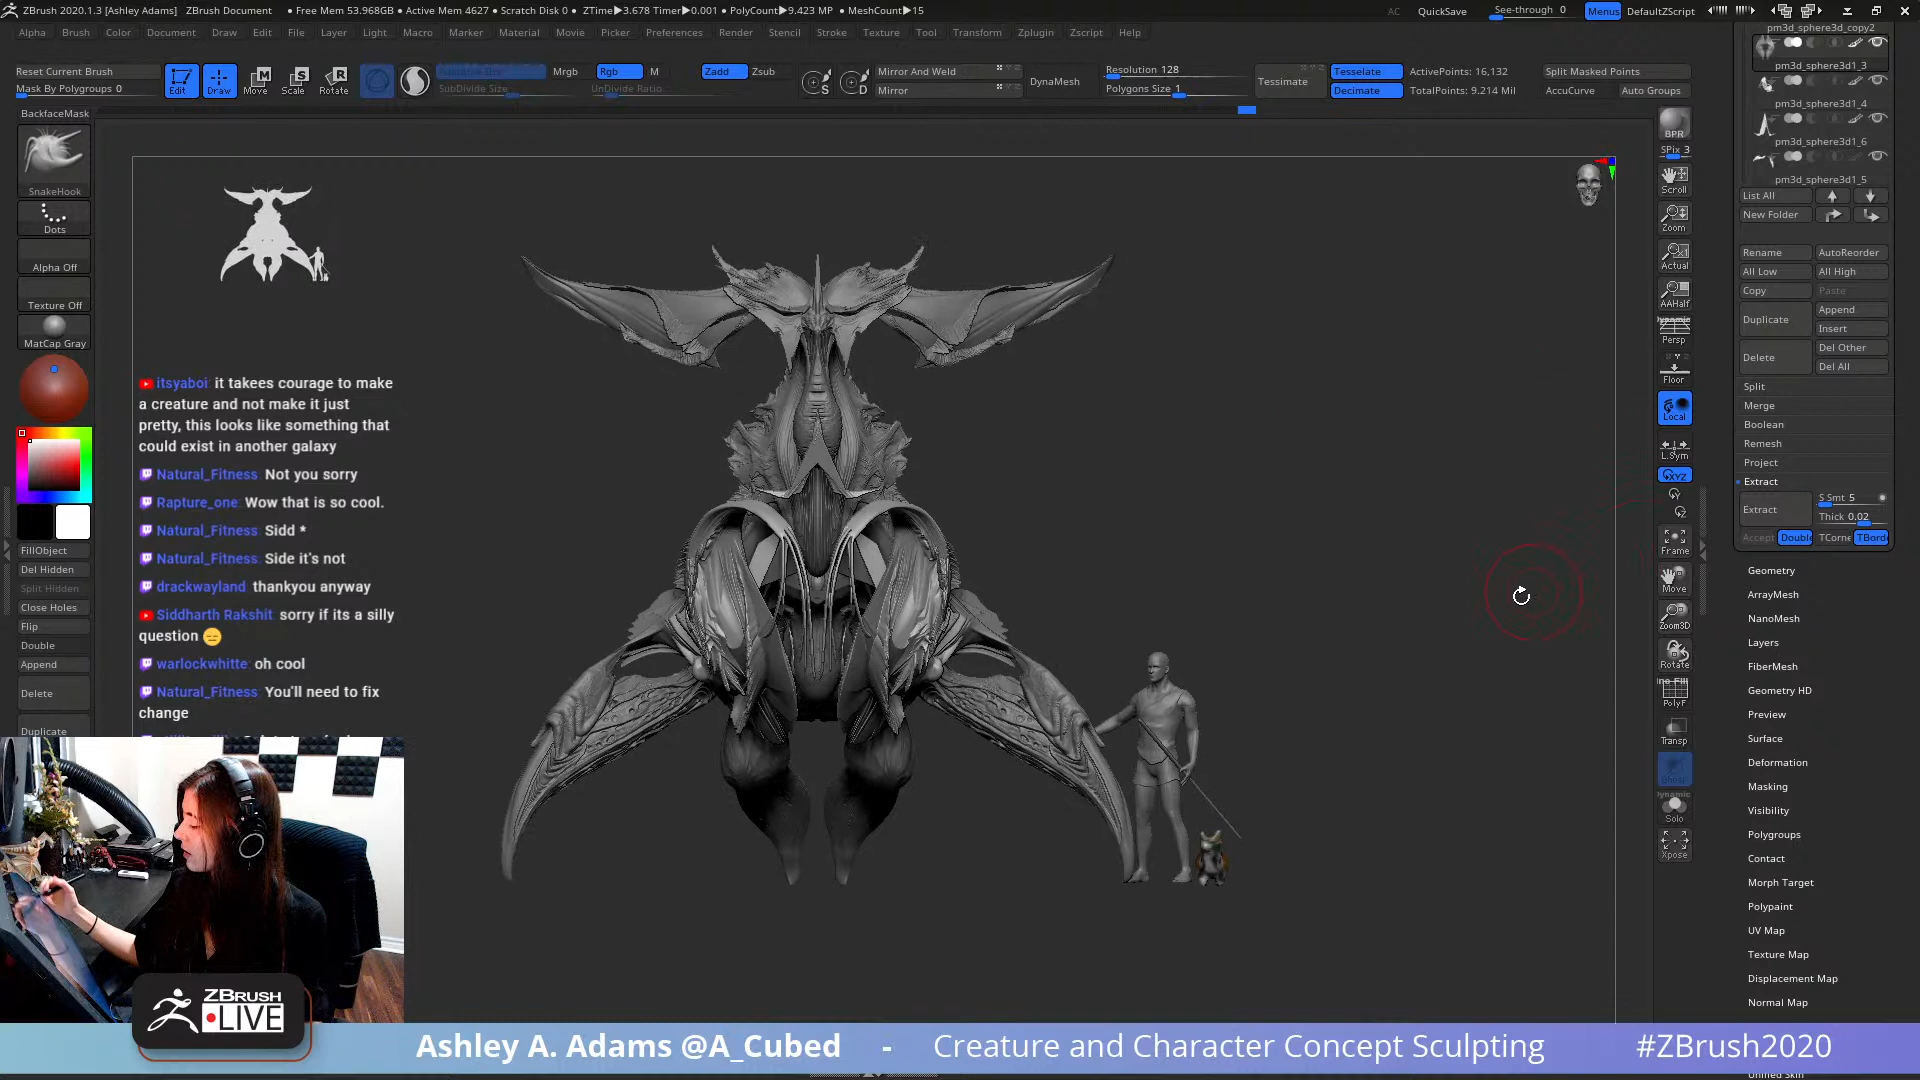 ZBrush 2020.1.3 [Ashley Adams] ZBrush Document • Free Mem 53.968GB • Active Mem 4627 • Scratch Disk 0 • ZTime▶3.678 Timer▶0.001 • PolyCount▶9.423 MP • MeshCount▶15 AC QuickSave See-through 0 Menus DefaultZScript
Alpha Brush Color Document Draw Edit File Layer Light Macro Marker Material Movie Picker Preferences Render Stencil Stroke Texture Tool Transform Zplugin Zscript Help
Reset Current Brush
Mask By Polygroups 0
Edit Draw Move Scale Rotate
SubDivide Size
Mrgb Rgb M
UnDivide Ratio
Zadd Zsub
Mirror And Weld
Mirror
DynaMesh
Resolution 128
Polygons Size 1
Tessimate
Tesselate
Decimate
ActivePoints: 16,132
TotalPoints: 9.214 Mil
Split Masked Points
AccuCurve Auto Groups
BackfaceMask
SnakeHook
Dots
Alpha Off
Texture Off
MatCap Gray
FillObject
Del Hidden
Split Hidden
Close Holes
Flip
Double
Append
Delete
Duplicate
itsyaboi: it takees courage to make
a creature and not make it just
pretty, this looks like something that
could exist in another galaxy
Natural_Fitness: Not you sorry
Rapture_one: Wow that is so cool.
Natural_Fitness: Sidd *
Natural_Fitness: Side it's not
drackwayland: thankyou anyway
Siddharth Rakshit: sorry if its a silly
question 😑
warlockwhitte: oh cool
Natural_Fitness: You'll need to fix
change
BPR
SPix 3
Scroll
Zoom
Actual
AAHalf
Dynamic
Persp
Floor
Local
L.Sym
XYZ
Frame
Move
Zoom3D
Rotate
PolyF
Transp
Ghost
Dynamic
Solo
Xpose
pm3d_sphere3d_copy2
pm3d_sphere3d1_3
pm3d_sphere3d1_4
pm3d_sphere3d1_6
pm3d_sphere3d1_5
List All
New Folder
Rename AutoReorder
All Low All High
Copy Paste
Duplicate Append
Insert
Delete Del Other
Del All
Split
Merge
Boolean
Remesh
Project
Extract
Extract S Smt 5
Thick 0.02
Accept Double TCorne TBord
Geometry
ArrayMesh
NanoMesh
Layers
FiberMesh
Geometry HD
Preview
Surface
Deformation
Masking
Visibility
Polygroups
Contact
Morph Target
Polypaint
UV Map
Texture Map
Displacement Map
Normal Map
Unified Skin
ZBRUSH
LIVE
Ashley A. Adams @A_Cubed - Creature and Character Concept Sculpting #ZBrush2020